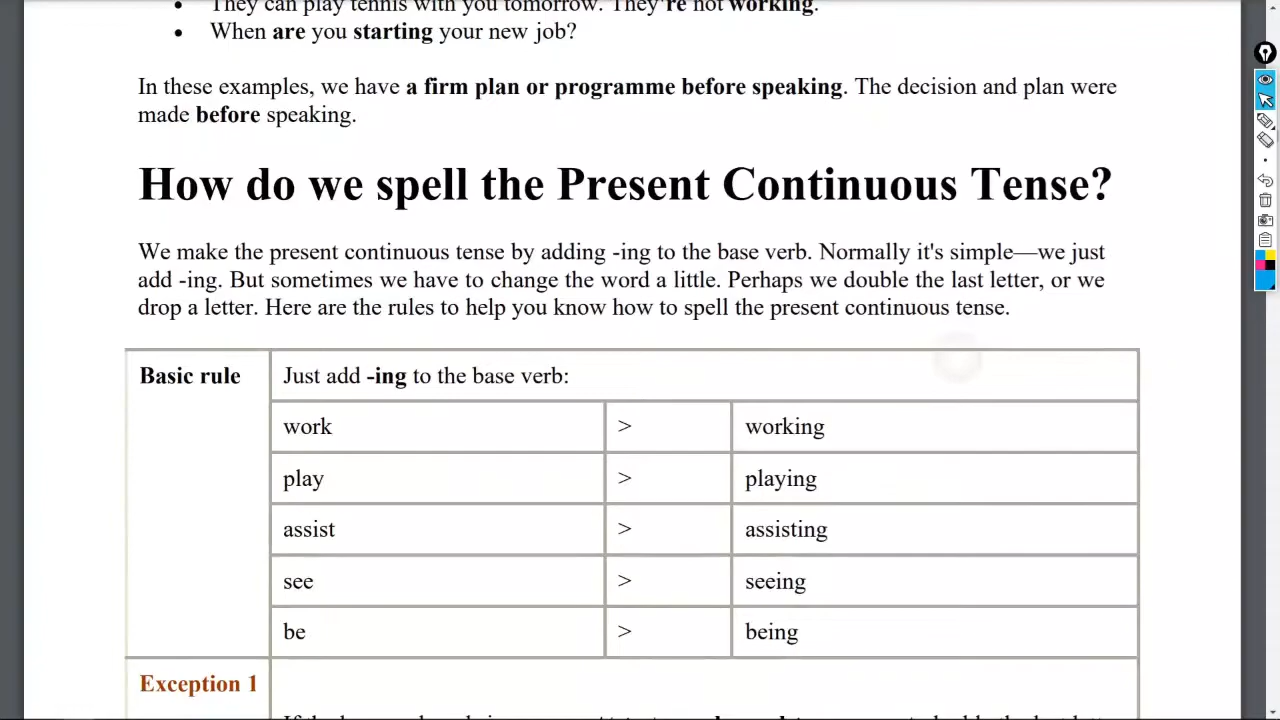 They can play tennis with you tomorrow. They're not working.
When are you starting your new job?
In these examples, we have a firm plan or programme before speaking. The decision and plan were
made before speaking.
How do we spell the Present Continuous Tense?
We make the present continuous tense by adding -ing to the base verb. Normally it's simple—we just
add -ing. But sometimes we have to change the word a little. Perhaps we double the last letter, or we
drop a letter. Here are the rules to help you know how to spell the present continuous tense.
Basic rule Just add -ing to the base verb:
work > working
play > playing
assist > assisting
see > seeing
be > being
Exception 1